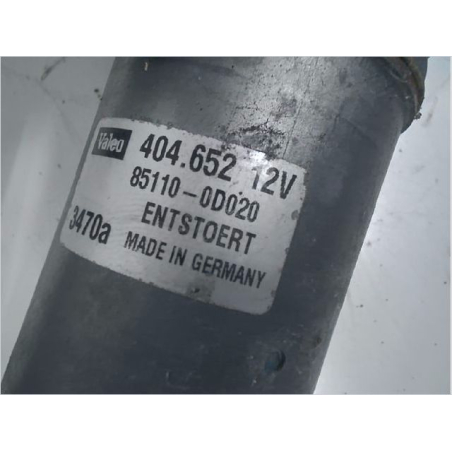 Valeo 404.652 12V
85110-0D020
ENTSTOERT
3470a MADE IN GERMANY